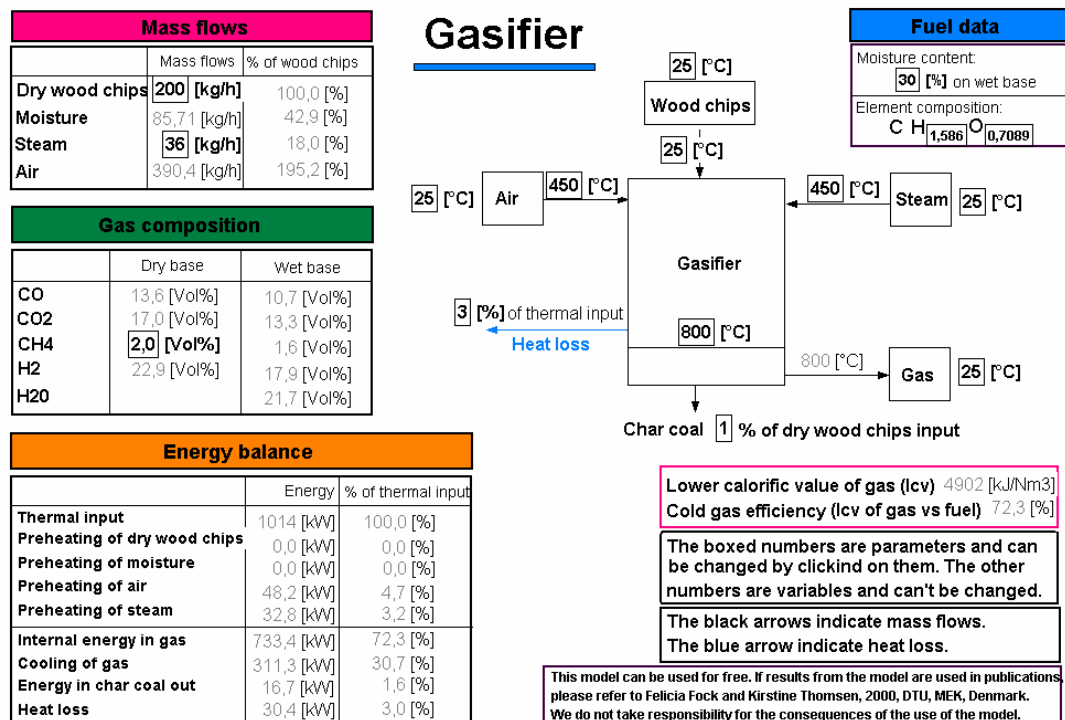 Gasifier
Mass flows
Mass flows % of wood chips
Dry wood chips 200 [kg/h] 100,0 [%]
Moisture 85,71 [kg/h] 42,9 [%]
Steam 36 [kg/h] 18,0 [%]
Air 390,4 [kg/h] 195,2 [%]
Gas composition
Dry base Wet base
CO 13,6 [Vol%] 10,7 [Vol%]
CO2 17,0 [Vol%] 13,3 [Vol%]
CH4 2,0 [Vol%] 1,6 [Vol%]
H2 22,9 [Vol%] 17,9 [Vol%]
H20 21,7 [Vol%]
Energy balance
Energy % of thermal input
Thermal input 1014 [kW] 100,0 [%]
Preheating of dry wood chips 0,0 [kW] 0,0 [%]
Preheating of moisture 0,0 [kW] 0,0 [%]
Preheating of air 48,2 [kW] 4,7 [%]
Preheating of steam 32,8 [kW] 3,2 [%]
Internal energy in gas 733,4 [kW] 72,3 [%]
Cooling of gas 311,3 [kW] 30,7 [%]
Energy in char coal out 16,7 [kW] 1,6 [%]
Heat loss 30,4 [kW] 3,0 [%]
Fuel data
Moisture content:
30 [%] on wet base
Element composition:
C H 1,586 O 0,7089
25 [°C]
Wood chips
25 [°C]
25 [°C] Air 450 [°C]
450 [°C] Steam 25 [°C]
Gasifier
3 [%] of thermal input
Heat loss
800 [°C]
800 [°C] Gas 25 [°C]
Char coal 1 % of dry wood chips input
Lower calorific value of gas (lcv) 4902 [kJ/Nm3]
Cold gas efficiency (lcv of gas vs fuel) 72,3 [%]
The boxed numbers are parameters and can
be changed by clickind on them. The other
numbers are variables and can't be changed.
The black arrows indicate mass flows.
The blue arrow indicate heat loss.
This model can be used for free. If results from the model are used in publications,
please refer to Felicia Fock and Kirstine Thomsen, 2000, DTU, MEK, Denmark.
We do not take responsibility for the consequences of the use of the model.